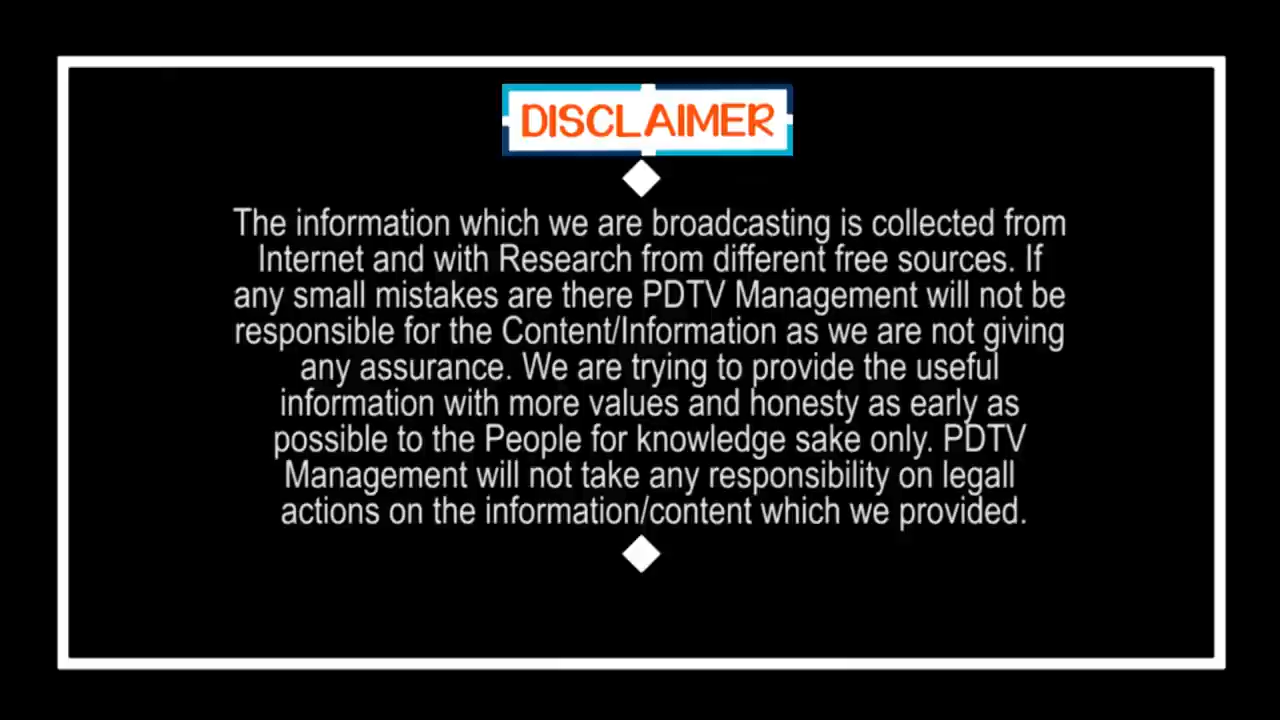 DISCLAIMER
The information which we are broadcasting is collected from
Internet and with Research from different free sources. If
any small mistakes are there PDTV Management will not be
responsible for the Content/Information as we are not giving
any assurance. We are trying to provide the useful
information with more values and honesty as early as
possible to the People for knowledge sake only. PDTV
Management will not take any responsibility on legall
actions on the information/content which we provided.